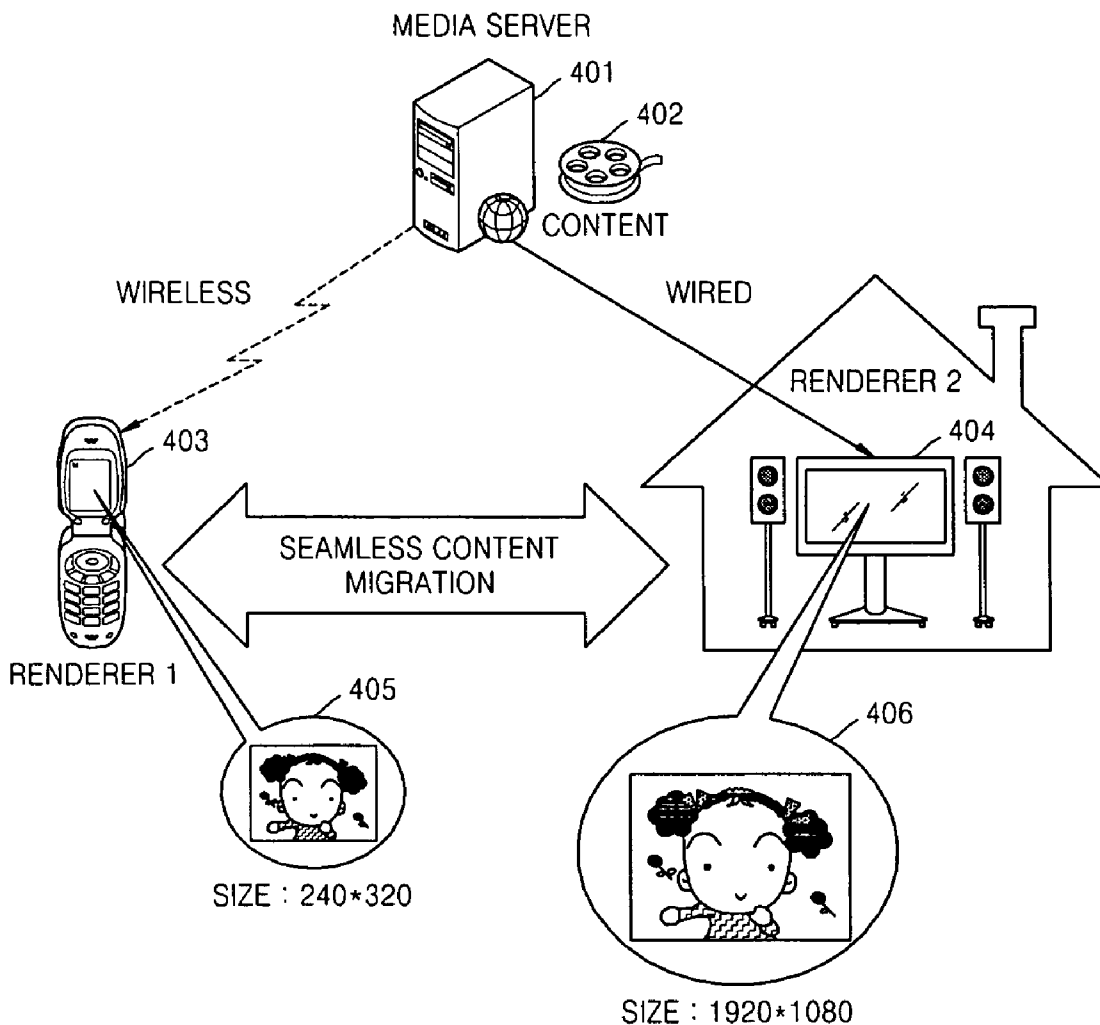 MEDIA SERVER
401
402
CONTENT
WIRELESS
WIRED
RENDERER 2
403
404
SEAMLESS CONTENT
MIGRATION
RENDERER 1
405
406
SIZE : 240*320
SIZE : 1920*1080